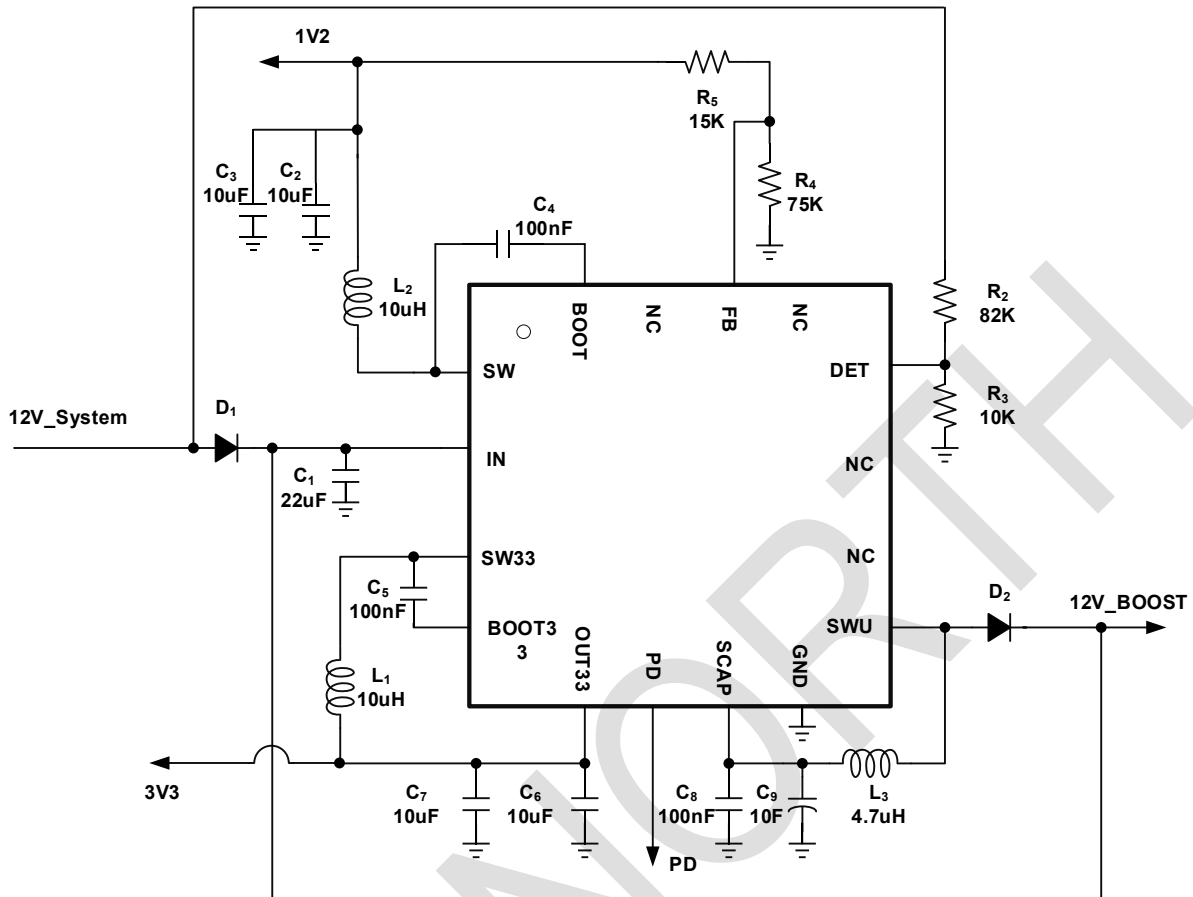 1V2
R5
15K
R4
75K
C3
10uF
C2
10uF
C4
100nF
L2
10uH
BOOT
NC
FB
NC
R2
82K
SW
DET
R3
10K
12V_System
D1
IN
NC
C1
22uF
SW33
NC
C5
100nF
D2
12V_BOOST
BOOT3
3
SWU
OUT33
PD
SCAP
GND
L1
10uH
3V3
C7
10uF
C6
10uF
C8
100nF
C9
10F
L3
4.7uH
PD
NORTH